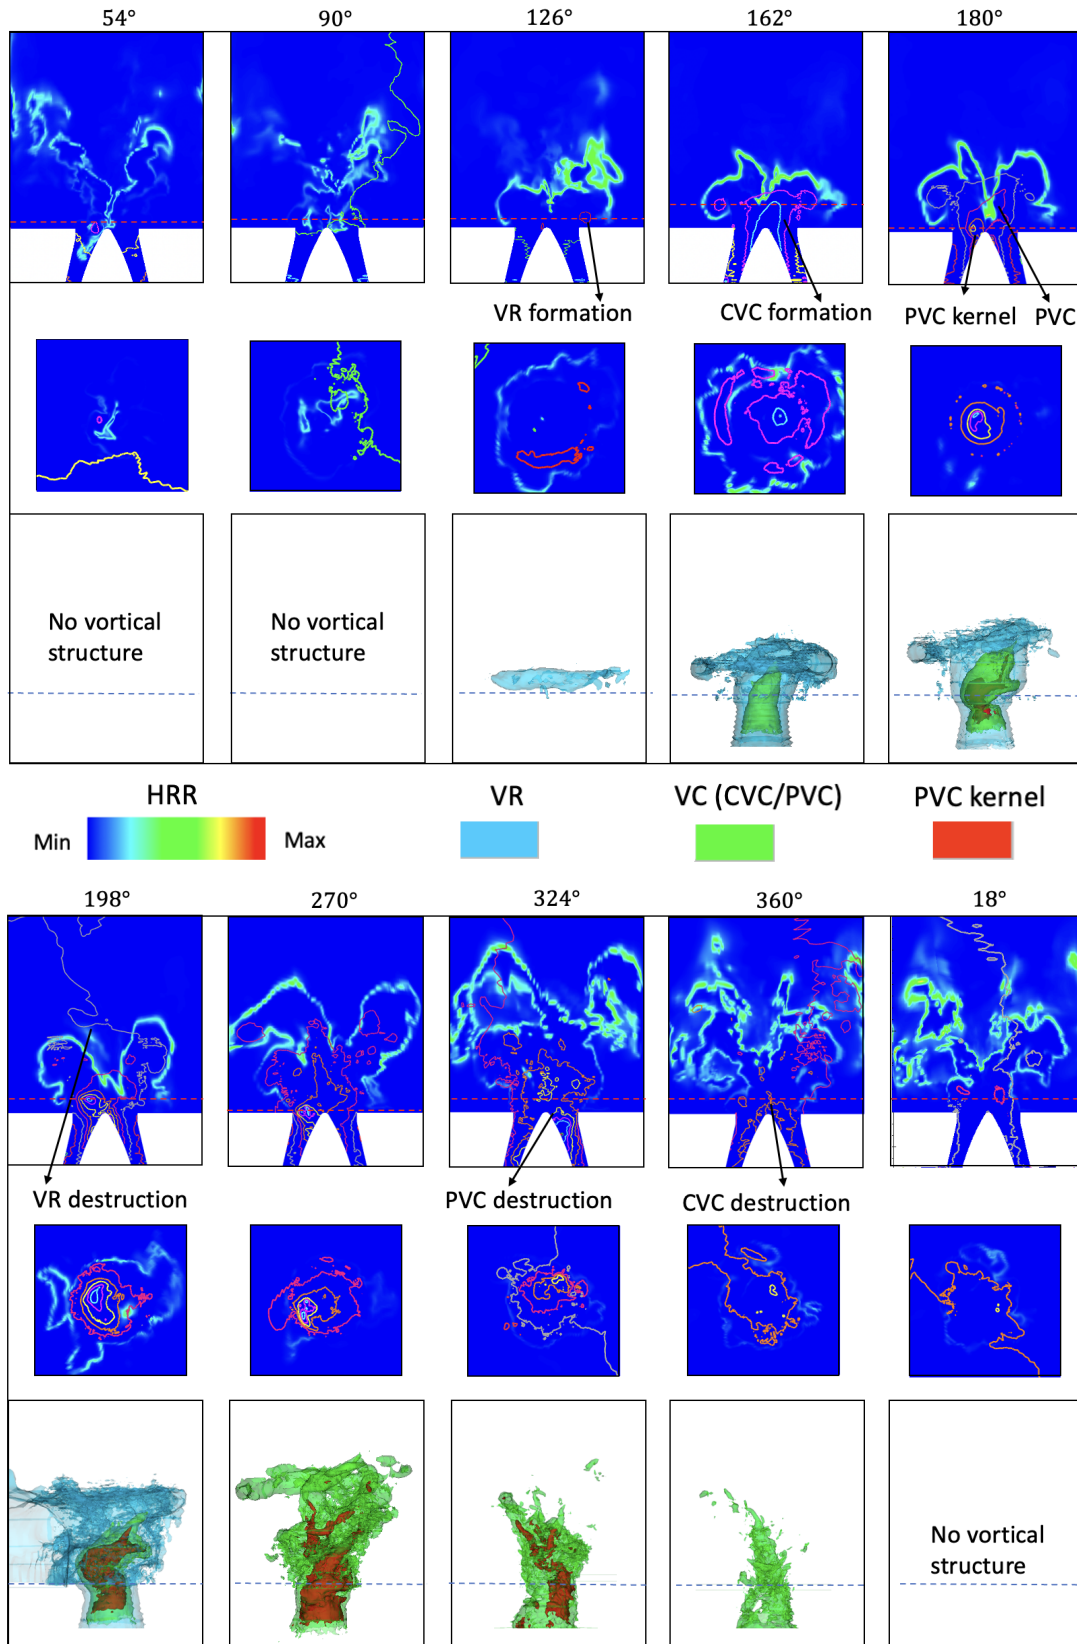 54°
90°
126°
162°
180°
VR formation
CVC formation
PVC kernel
PVC
No vortical
structure
No vortical
structure
HRR
VR
VC (CVC/PVC)
PVC kernel
Min
Max
198°
270°
324°
360°
18°
VR destruction
PVC destruction
CVC destruction
No vortical
structure